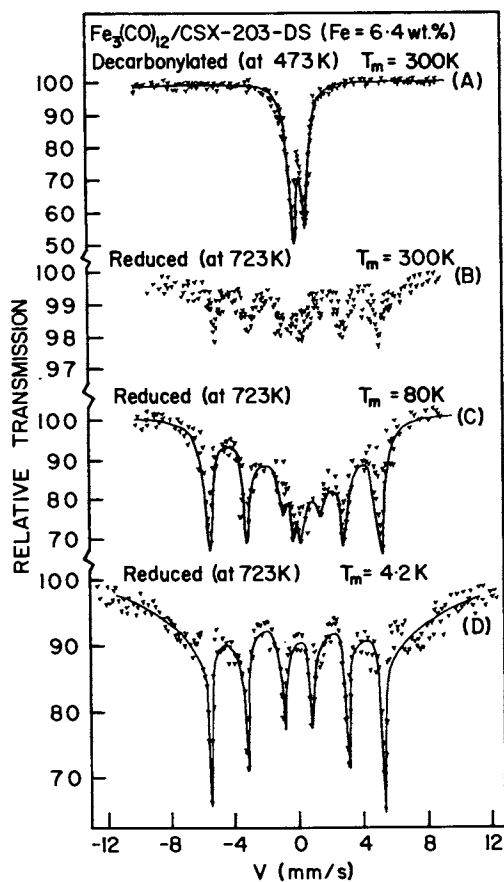 Fe₃(CO)₁₂/CSX-203-DS (Fe = 6·4 wt.%)
Decarbonylated (at 473K) Tₘ = 300K
(A)
100
90
80
70
60
50
Reduced (at 723K) Tₘ = 300K
(B)
100
99
98
97
Reduced (at 723K) Tₘ = 80K
(C)
100
90
80
70
Reduced (at 723K) Tₘ = 4·2K
(D)
90
80
70
RELATIVE TRANSMISSION
-12 -8 -4 0 4 8 12
V (mm/s)